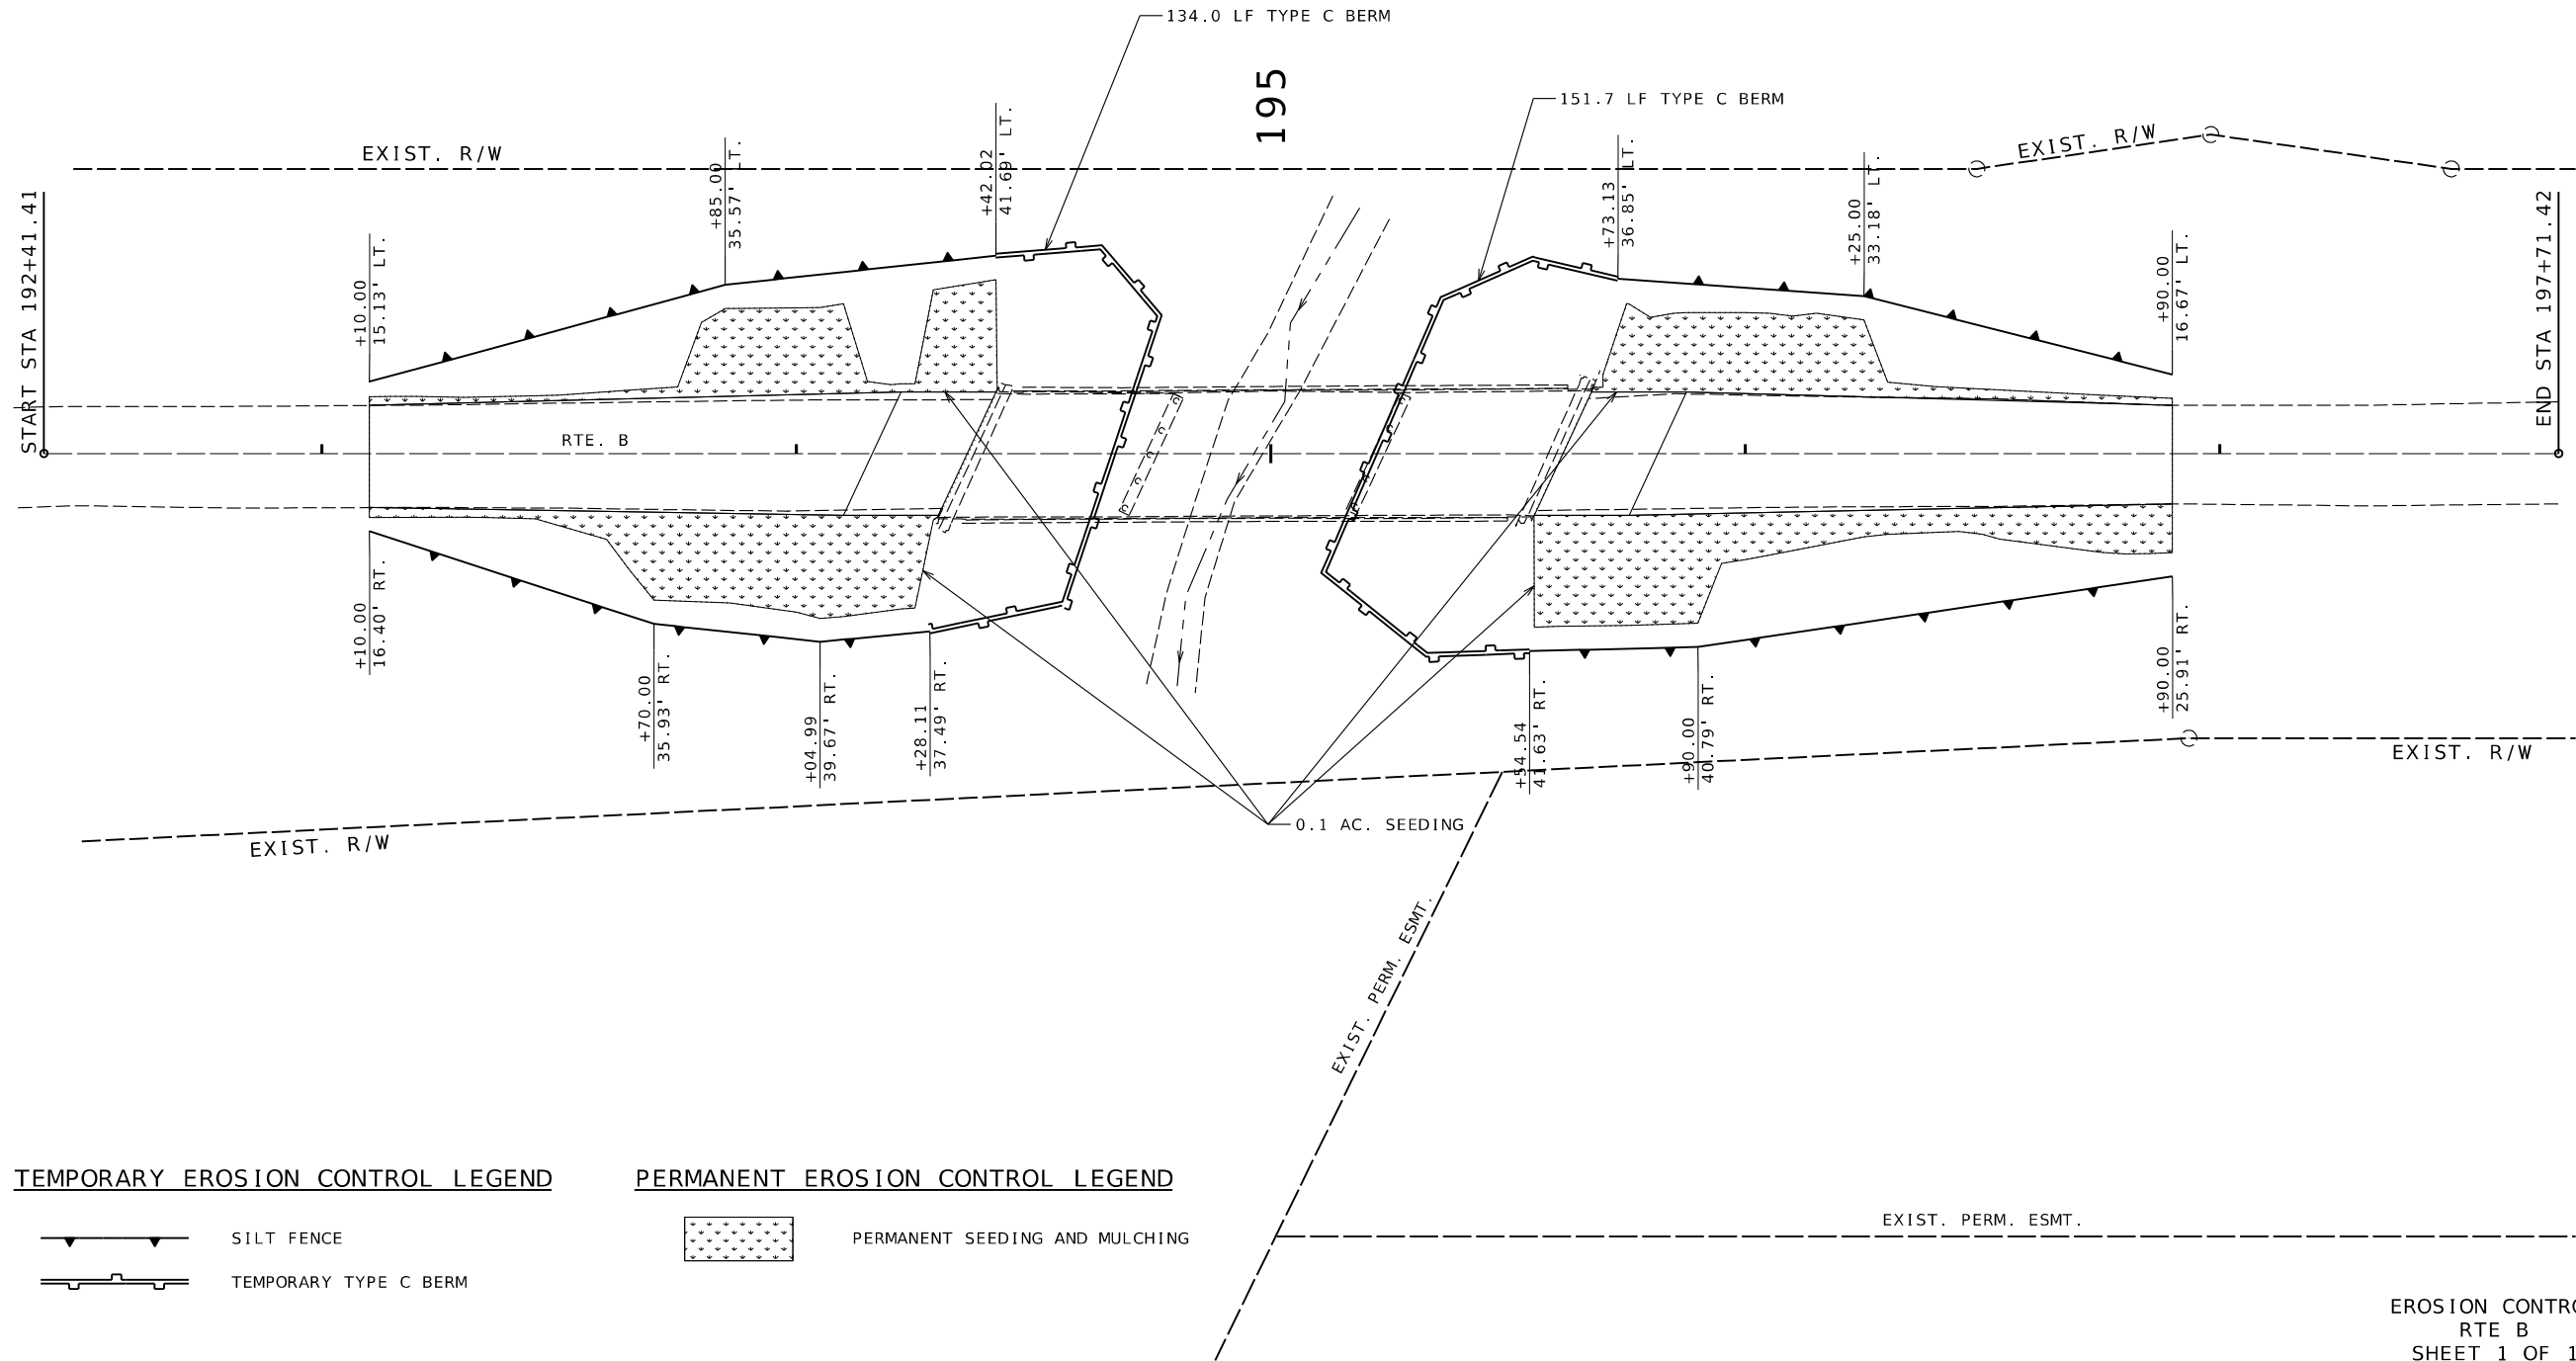 134.0 LF TYPE C BERM
195
151.7 LF TYPE C BERM
EXIST. R/W
EXIST. R/W
START STA 192+41.41
END STA 197+71.42
+10.00
15.13' LT.
+85.00
35.57' LT.
+42.02
41.69' LT.
+73.13
36.85' LT.
+25.00
33.18' LT.
+90.00
16.67' LT.
RTE. B
+10.00
16.40' RT.
+70.00
35.93' RT.
+04.99
39.67' RT.
+28.11
37.49' RT.
+54.54
41.63' RT.
+90.00
40.79' RT.
+90.00
25.91' RT.
EXIST. R/W
0.1 AC. SEEDING
EXIST. R/W
EXIST. PERM. ESMT.
TEMPORARY EROSION CONTROL LEGEND
SILT FENCE
TEMPORARY TYPE C BERM
PERMANENT EROSION CONTROL LEGEND
PERMANENT SEEDING AND MULCHING
EXIST. PERM. ESMT.
EROSION CONTRO
RTE B
SHEET 1 OF 1